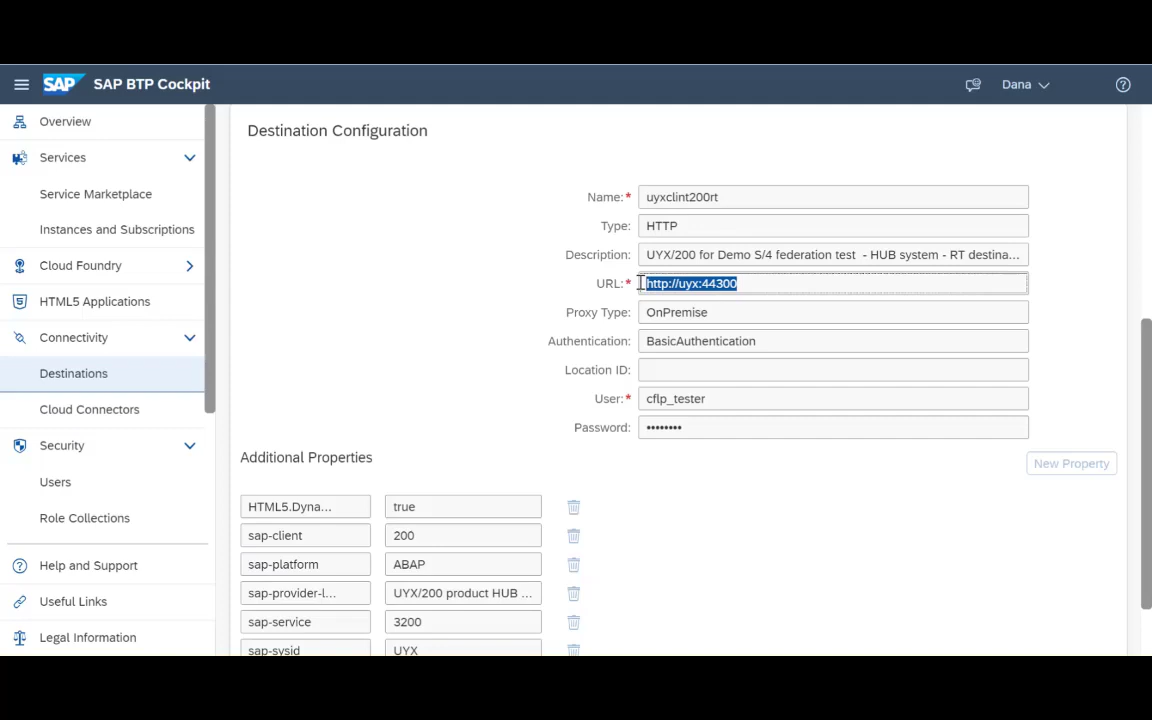 SAP SAP BTP Cockpit
Dana
Overview
Services
Service Marketplace
Instances and Subscriptions
Cloud Foundry
HTML5 Applications
Connectivity
Destinations
Cloud Connectors
Security
Users
Role Collections
Help and Support
Useful Links
Legal Information
Destination Configuration
Name:* uyxclint200rt
Type: HTTP
Description: UYX/200 for Demo S/4 federation test - HUB system - RT destina...
URL:* http://uyx:44300
Proxy Type: OnPremise
Authentication: BasicAuthentication
Location ID:
User:* cflp_tester
Password: ••••••••
Additional Properties
New Property
HTML5.Dyna... true
sap-client 200
sap-platform ABAP
sap-provider-l... UYX/200 product HUB ...
sap-service 3200
sap-sysid UYX